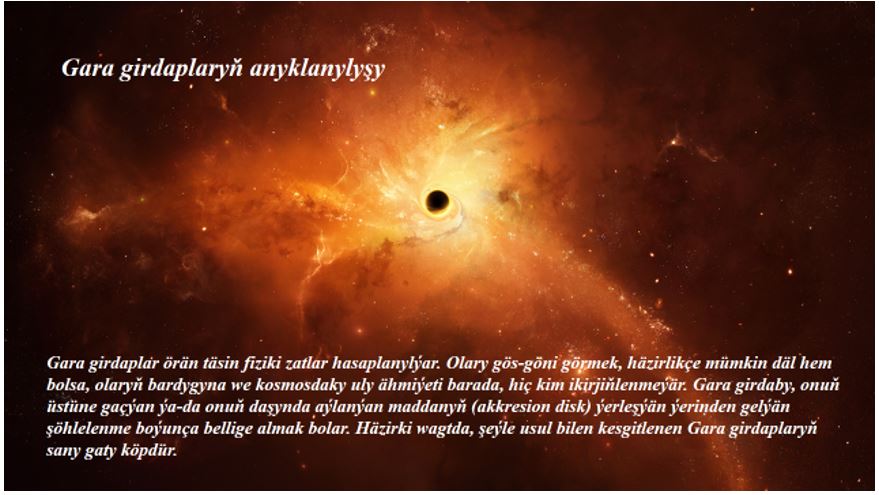 Gara girdaplaryň anyklanylyşy
Gara girdaplar örän täsin fiziki zatlar hasaplanylýar. Olary gös-göni görmek, häzirlikçe mümkin däl hem
bolsa, olaryň bardygyna we kosmosdaky uly ähmiýeti barada, hiç kim ikirjiňlenmeýär. Gara girdaby, onuň
üstüne gaçýan ýa-da onuň daşynda aýlanýan maddanyň (akkresion disk) ýerleşýän ýerinden gelýän
şöhlelenme boýunça bellige almak bolar. Häzirki wagtda, şeýle usul bilen kesgitlenen Gara girdaplaryň
sany gaty köpdür.